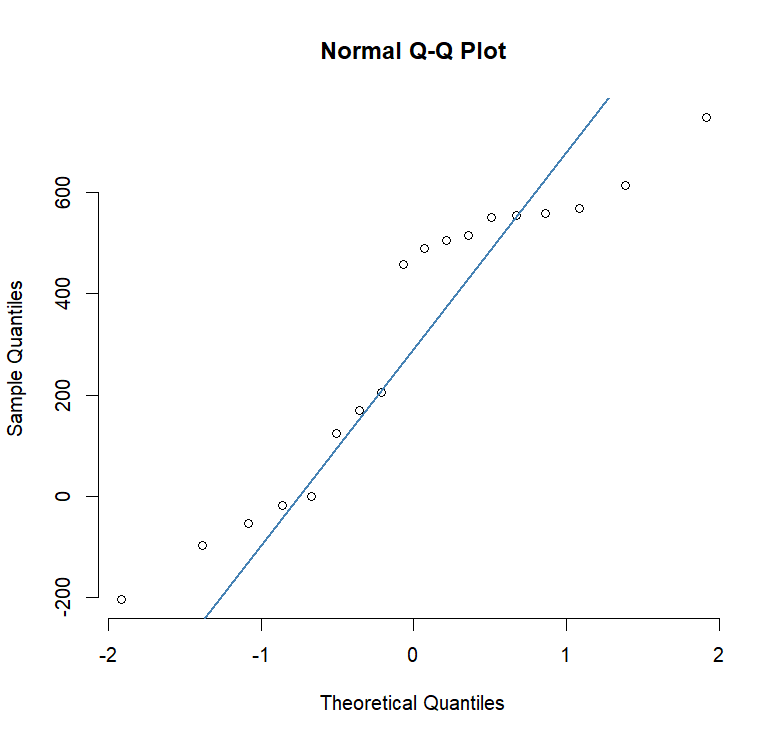 Normal Q-Q Plot
Sample Quantiles
600
400
200
0
-200
-2 -1 0 1 2
Theoretical Quantiles